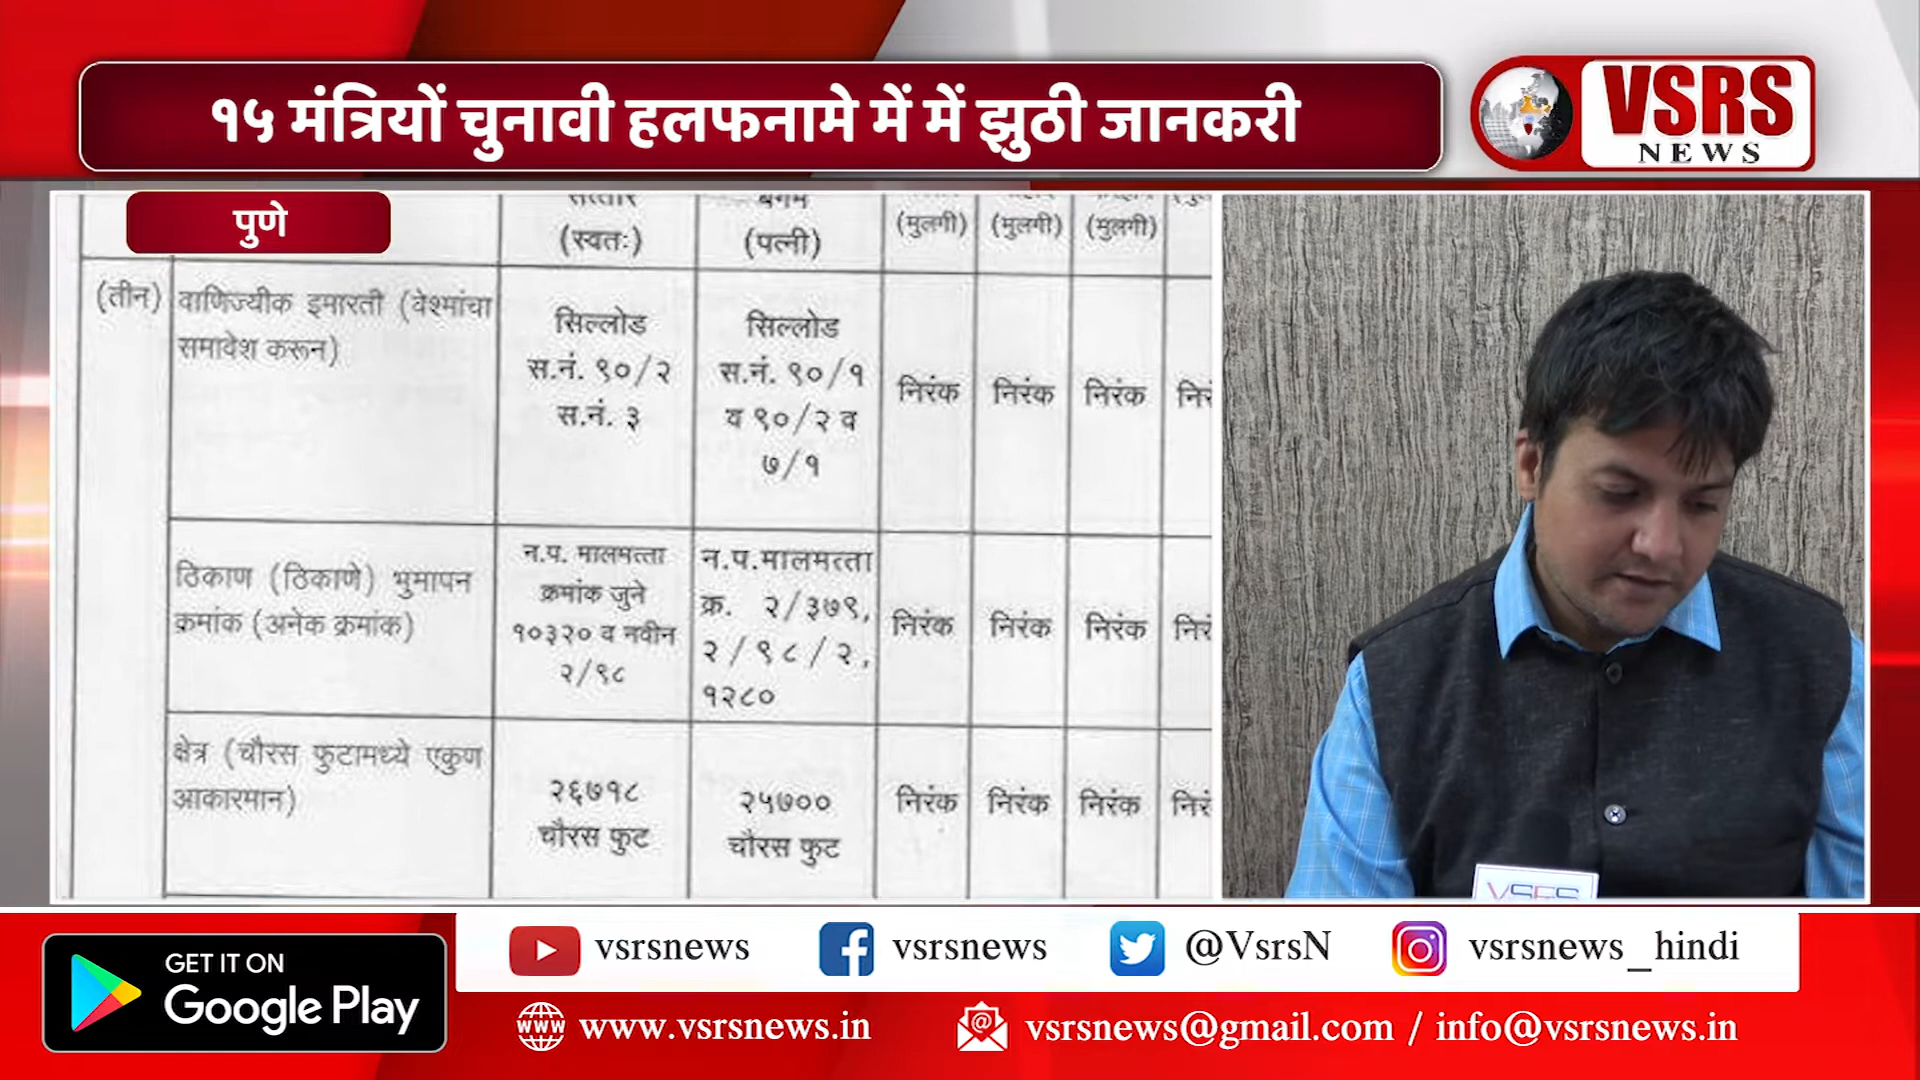 १५ मंत्रियों चुनावी हलफनामे में में झुठी जानकरी
VSRS
NEWS
पुणे
(स्वतः)
(पत्नी)
(मुलगी)
(मुलगी)
(मुलगी)
(तीन)
वाणिज्यीक इमारती (वेश्मांचा
समावेश करून)
सिल्लोड
स.नं. ९०/२
स.नं. ३
सिल्लोड
स.नं. ९०/१
व ९०/२ व
७/१
निरंक
निरंक
निरंक
ठिकाण (ठिकाणे) भुमापन
क्रमांक (अनेक क्रमांक)
न.प. मालमत्ता
क्रमांक जुने
१०३२० व नवीन
२/९८
न.प.मालमत्ता
क्र. २/३७९,
२/९८/२,
१२८०
निरंक
निरंक
निरंक
क्षेत्र (चौरस फुटामध्ये एकुण
आकारमान)
२६७१८
चौरस फुट
२५७००
चौरस फुट
निरंक
निरंक
निरंक
VSRS
GET IT ON
Google Play
vsrsnews
vsrsnews
@VsrsN
vsrsnews_hindi
www.vsrsnews.in
vsrsnews@gmail.com / info@vsrsnews.in